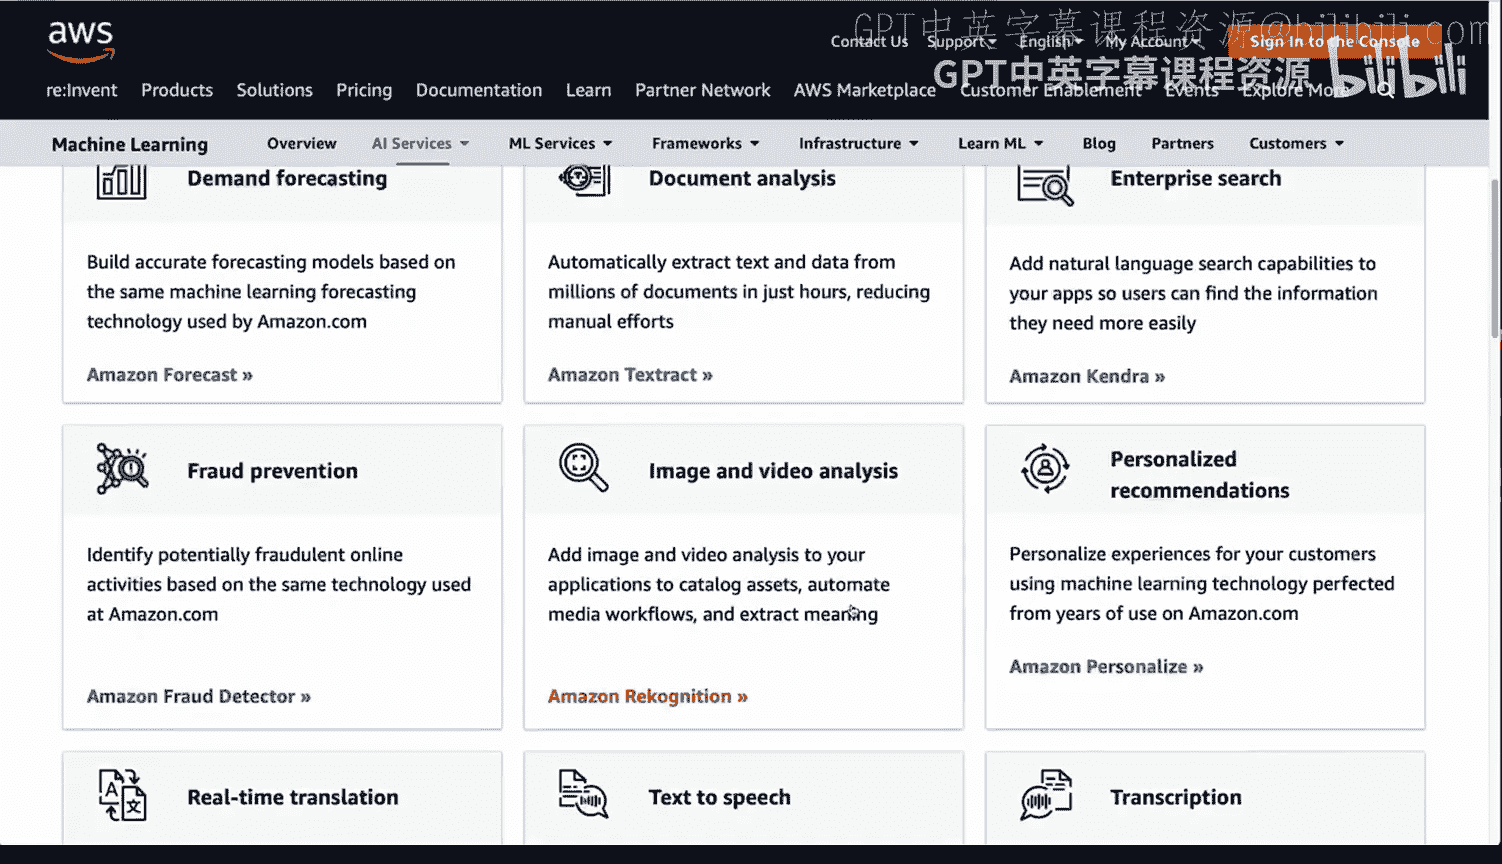 aws
GPT中英字幕课程资源@bilibili.com
Contact Us Support English My Account Sign In to the Console
GPT中英字幕课程资源 bilibili
re:Invent Products Solutions Pricing Documentation Learn Partner Network AWS Marketplace Customer Enablement Events Explore More
Machine Learning Overview AI Services ML Services Frameworks Infrastructure Learn ML Blog Partners Customers
Demand forecasting
Build accurate forecasting models based on
the same machine learning forecasting
technology used by Amazon.com
Amazon Forecast »
Document analysis
Automatically extract text and data from
millions of documents in just hours, reducing
manual efforts
Amazon Textract »
Enterprise search
Add natural language search capabilities to
your apps so users can find the information
they need more easily
Amazon Kendra »
Fraud prevention
Identify potentially fraudulent online
activities based on the same technology used
at Amazon.com
Amazon Fraud Detector »
Image and video analysis
Add image and video analysis to your
applications to catalog assets, automate
media workflows, and extract meaning
Amazon Rekognition »
Personalized
recommendations
Personalize experiences for your customers
using machine learning technology perfected
from years of use on Amazon.com
Amazon Personalize »
A
文
Real-time translation
Text to speech
Transcription